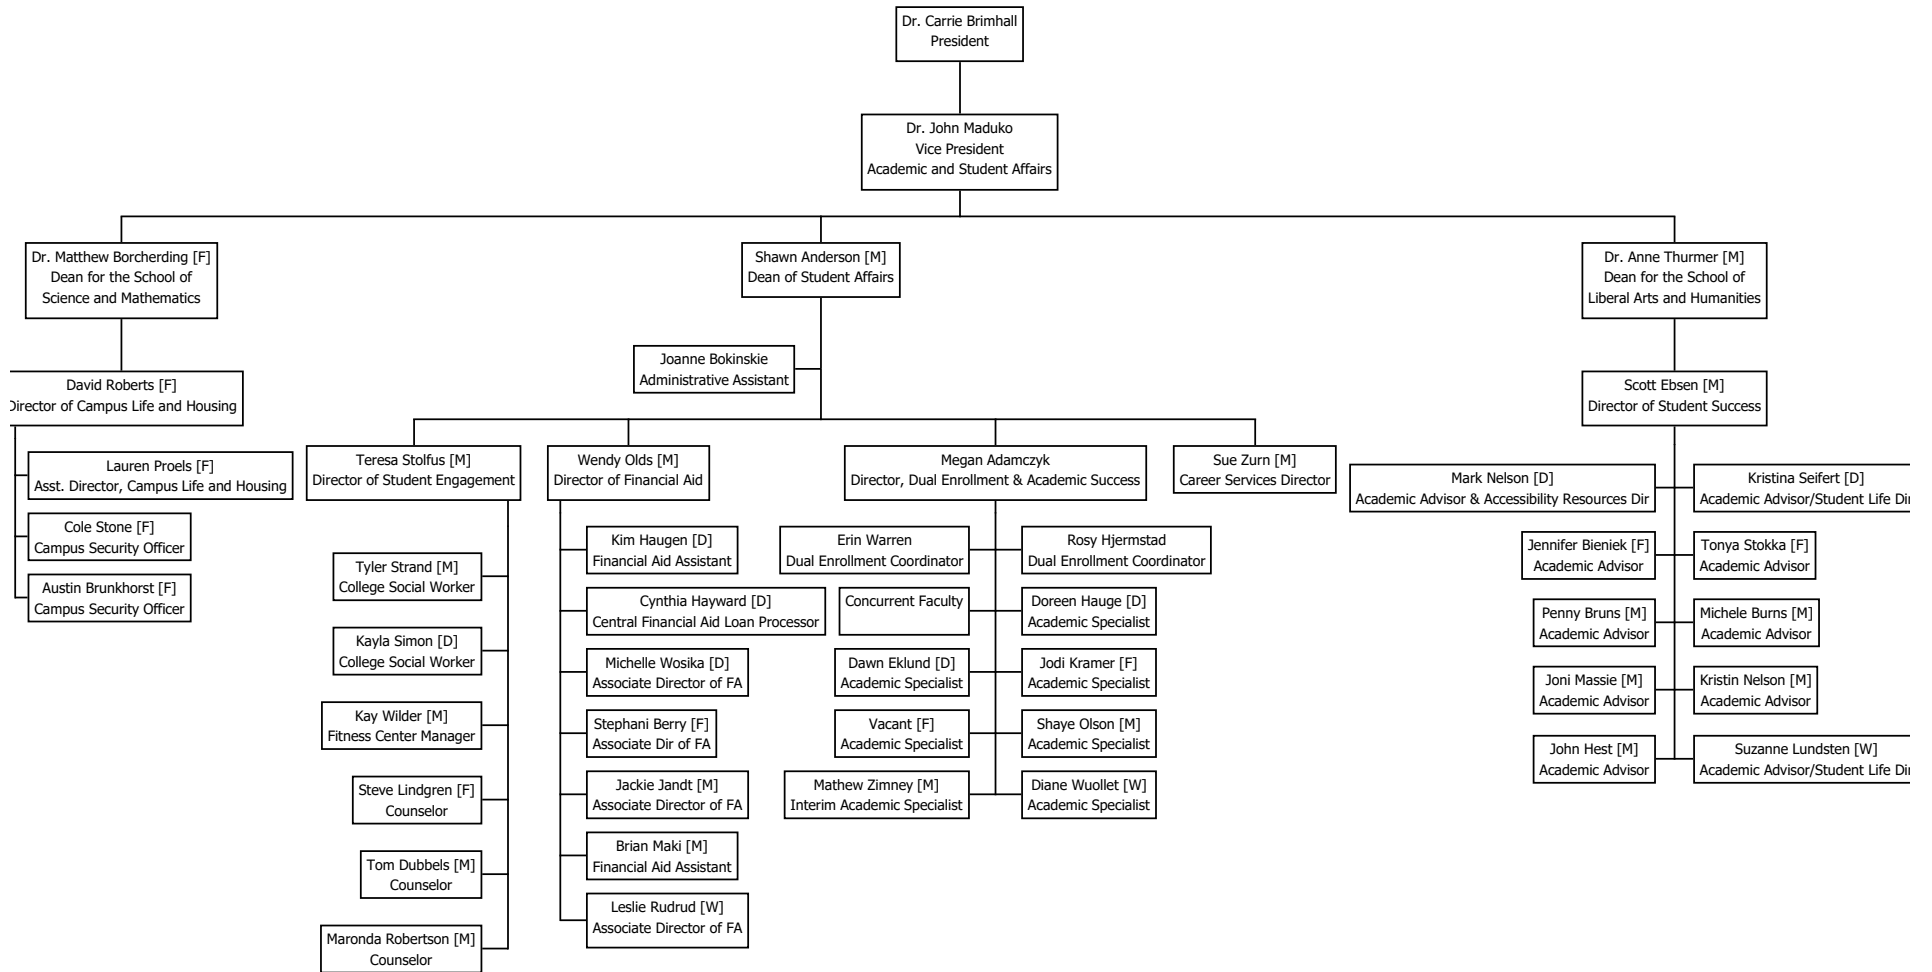 Dr. Carrie Brimhall
President
Dr. John Maduko
Vice President
Academic and Student Affairs
Dr. Matthew Borcherding [F]
Dean for the School of
Science and Mathematics
Shawn Anderson [M]
Dean of Student Affairs
Dr. Anne Thurmer [M]
Dean for the School of
Liberal Arts and Humanities
Joanne Bokinskie
Administrative Assistant
David Roberts [F]
Director of Campus Life and Housing
Lauren Proels [F]
Asst. Director, Campus Life and Housing
Cole Stone [F]
Campus Security Officer
Austin Brunkhorst [F]
Campus Security Officer
Teresa Stolfus [M]
Director of Student Engagement
Tyler Strand [M]
College Social Worker
Kayla Simon [D]
College Social Worker
Kay Wilder [M]
Fitness Center Manager
Steve Lindgren [F]
Counselor
Tom Dubbels [M]
Counselor
Maronda Robertson [M]
Counselor
Wendy Olds [M]
Director of Financial Aid
Kim Haugen [D]
Financial Aid Assistant
Cynthia Hayward [D]
Central Financial Aid Loan Processor
Michelle Wosika [D]
Associate Director of FA
Stephani Berry [F]
Associate Dir of FA
Jackie Jandt [M]
Associate Director of FA
Brian Maki [M]
Financial Aid Assistant
Leslie Rudrud [W]
Associate Director of FA
Megan Adamczyk
Director, Dual Enrollment & Academic Success
Erin Warren
Dual Enrollment Coordinator
Rosy Hjermstad
Dual Enrollment Coordinator
Concurrent Faculty
Doreen Hauge [D]
Academic Specialist
Dawn Eklund [D]
Academic Specialist
Jodi Kramer [F]
Academic Specialist
Vacant [F]
Academic Specialist
Shaye Olson [M]
Academic Specialist
Mathew Zimney [M]
Interim Academic Specialist
Diane Wuollet [W]
Academic Specialist
Sue Zurn [M]
Career Services Director
Scott Ebsen [M]
Director of Student Success
Mark Nelson [D]
Academic Advisor & Accessibility Resources Dir
Kristina Seifert [D]
Academic Advisor/Student Life Dir
Jennifer Bieniek [F]
Academic Advisor
Tonya Stokka [F]
Academic Advisor
Penny Bruns [M]
Academic Advisor
Michele Burns [M]
Academic Advisor
Joni Massie [M]
Academic Advisor
Kristin Nelson [M]
Academic Advisor
John Hest [M]
Academic Advisor
Suzanne Lundsten [W]
Academic Advisor/Student Life Dir